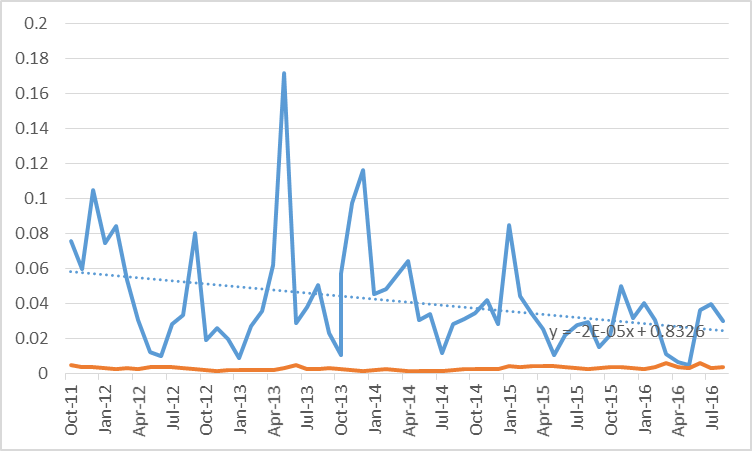 0.2
0.18
0.16
0.14
0.12
0.1
0.08
0.06
0.04
0.02
0
y = -2E-05x + 0.8326
Oct-11
Jan-12
Apr-12
Jul-12
Oct-12
Jan-13
Apr-13
Jul-13
Oct-13
Jan-14
Apr-14
Jul-14
Oct-14
Jan-15
Apr-15
Jul-15
Oct-15
Jan-16
Apr-16
Jul-16